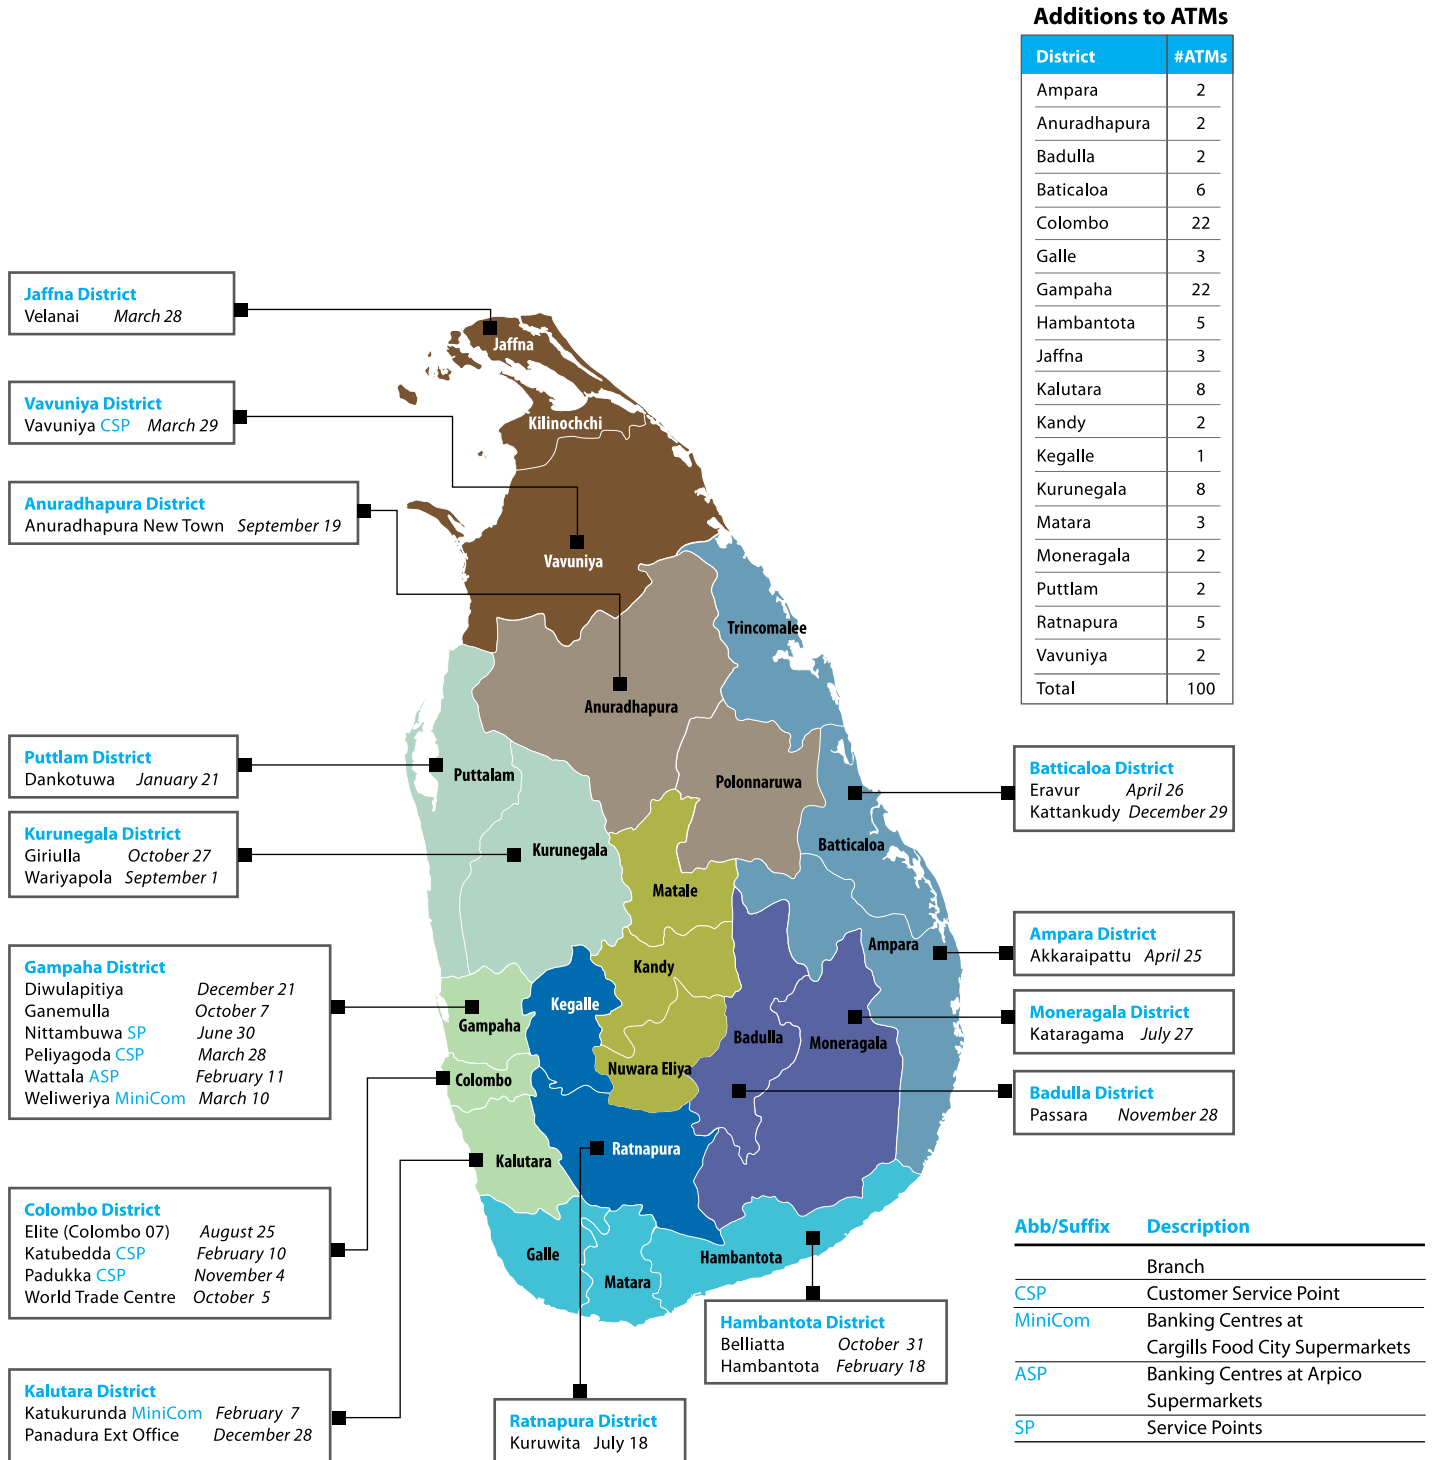 Additions to ATMs
District #ATMs
Ampara 2
Anuradhapura 2
Badulla 2
Baticaloa 6
Colombo 22
Galle 3
Gampaha 22
Hambantota 5
Jaffna 3
Kalutara 8
Kandy 2
Kegalle 1
Kurunegala 8
Matara 3
Moneragala 2
Puttlam 2
Ratnapura 5
Vavuniya 2
Total 100
Jaffna District
Velanai March 28
Vavuniya District
Vavuniya CSP March 29
Anuradhapura District
Anuradhapura New Town September 19
Puttlam District
Dankotuwa January 21
Kurunegala District
Giriulla October 27
Wariyapola September 1
Gampaha District
Diwulapitiya December 21
Ganemulla October 7
Nittambuwa SP June 30
Peliyagoda CSP March 28
Wattala ASP February 11
Weliweriya MiniCom March 10
Colombo District
Elite (Colombo 07) August 25
Katubedda CSP February 10
Padukka CSP November 4
World Trade Centre October 5
Kalutara District
Katukurunda MiniCom February 7
Panadura Ext Office December 28
Jaffna
Kilinochchi
Vavuniya
Trincomalee
Anuradhapura
Puttalam
Polonnaruwa
Kurunegala
Batticaloa
Matale
Ampara
Kandy
Kegalle
Gampaha
Badulla
Moneragala
Nuwara Eliya
Colombo
Ratnapura
Kalutara
Galle
Matara
Hambantota
Ratnapura District
Kuruwita July 18
Hambantota District
Belliatta October 31
Hambantota February 18
Batticaloa District
Eravur April 26
Kattankudy December 29
Ampara District
Akkaraipattu April 25
Moneragala District
Kataragama July 27
Badulla District
Passara November 28
Abb/Suffix Description
Branch
CSP Customer Service Point
MiniCom Banking Centres at
Cargills Food City Supermarkets
ASP Banking Centres at Arpico
Supermarkets
SP Service Points